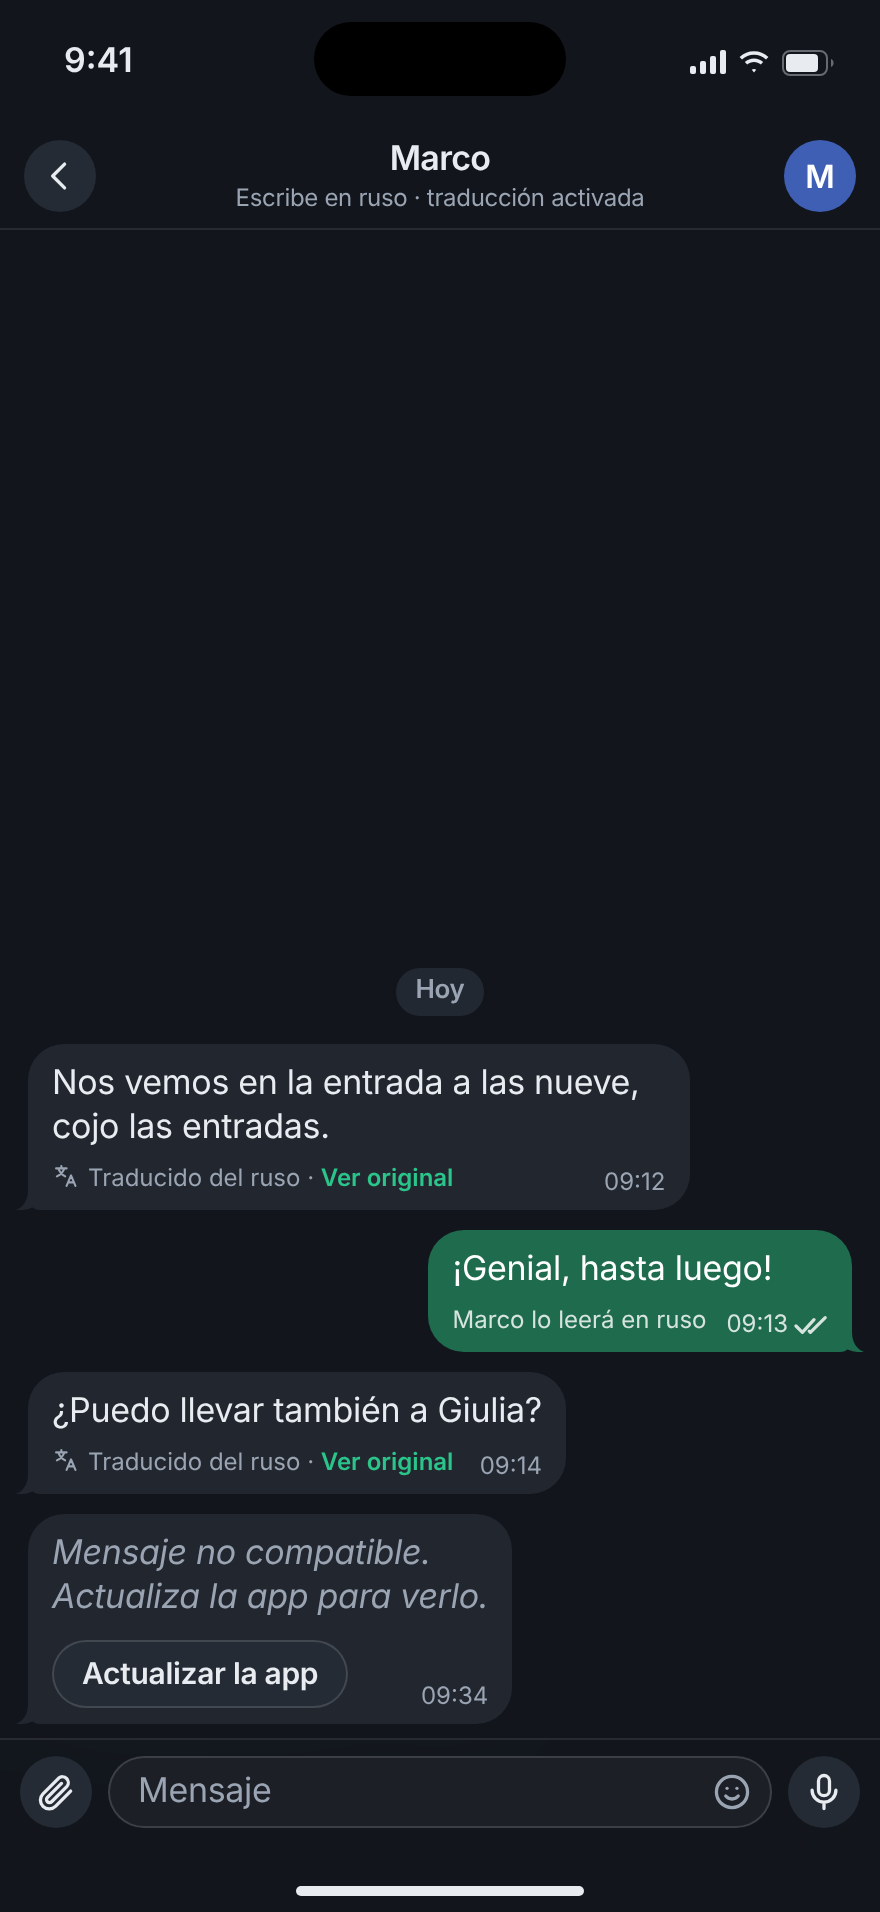 9:41
Marco
Escribe en ruso · traducción activada
M
Hoy
Nos vemos en la entrada a las nueve,
cojo las entradas.
Traducido del ruso · Ver original 09:12
¡Genial, hasta luego!
Marco lo leerá en ruso 09:13
¿Puedo llevar también a Giulia?
Traducido del ruso · Ver original 09:14
Mensaje no compatible.
Actualiza la app para verlo.
Actualizar la app
09:34
Mensaje